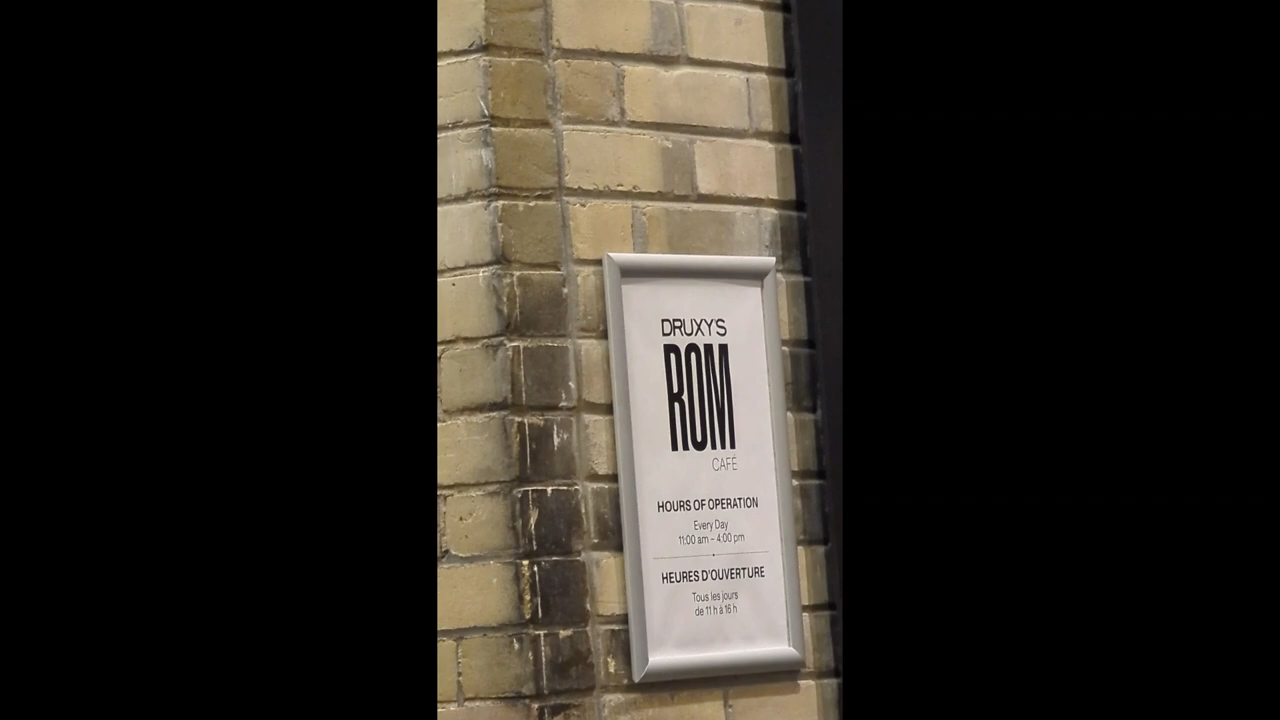 DRUXY'S
ROM
CAFÉ
HOURS OF OPERATION
Every Day
11:00 am – 4:00 pm
HEURES D'OUVERTURE
Tous les jours
de 11 h à 16 h